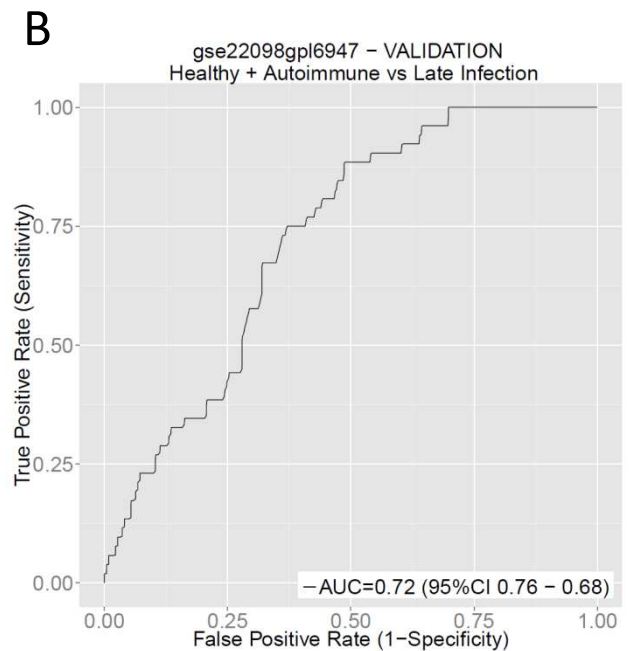 B
gse22098gpl6947 − VALIDATION
Healthy + Autoimmune vs Late Infection
1.00
0.75
0.50
0.25
0.00
True Positive Rate (Sensitivity)
−AUC=0.72 (95%CI 0.76 − 0.68)
0.00 0.25 0.50 0.75 1.00
False Positive Rate (1−Specificity)